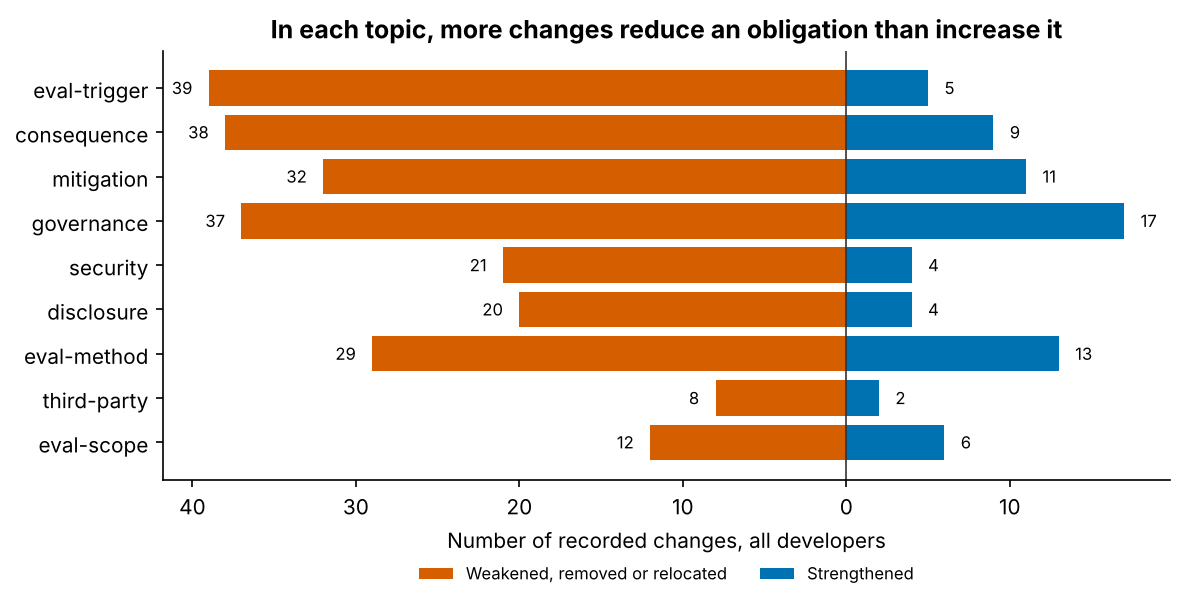 In each topic, more changes reduce an obligation than increase it
eval-trigger 39 5
consequence 38 9
mitigation 32 11
governance 37 17
security 21 4
disclosure 20 4
eval-method 29 13
third-party 8 2
eval-scope 12 6
40 30 20 10 0 10
Number of recorded changes, all developers
Weakened, removed or relocated Strengthened